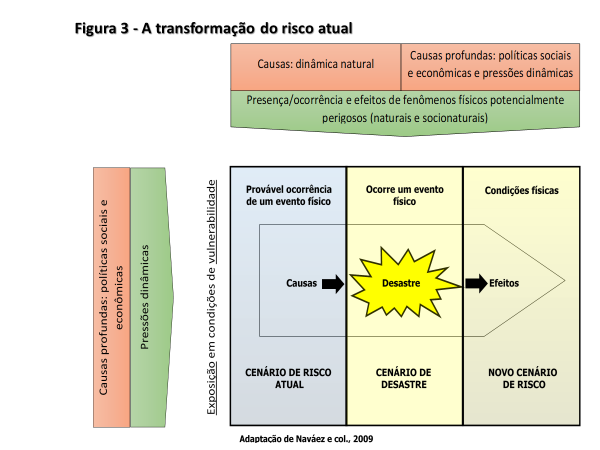 Figura 3 - A transformação do risco atual
Causas: dinâmica natural
Causas profundas: políticas sociais
e econômicas e pressões dinâmicas
Presença/ocorrência e efeitos de fenômenos físicos potencialmente
perigosos (naturais e socionaturais)
Causas profundas: políticas sociais e
econômicas
Pressões dinâmicas
Exposição em condições de vulnerabilidade
Provável ocorrência
de um evento físico
Ocorre um evento
físico
Condições físicas
Causas
Desastre
Efeitos
CENÁRIO DE RISCO
ATUAL
CENÁRIO DE
DESASTRE
NOVO CENÁRIO
DE RISCO
Adaptação de Naváez e col., 2009